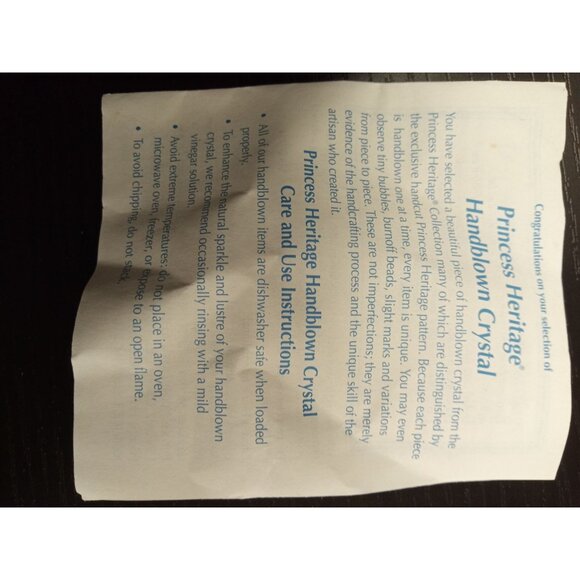 Congratulations on your selection of
Princess Heritage®
Handblown Crystal
You have selected a beautiful piece of handblown crystal from the
Princess Heritage® Collection many of which are distinguished by
the exclusive handcut Princess Heritage pattern. Because each piece
is handblown one at a time, every item is unique. You may even
observe tiny bubbles, burnoff beads, slight marks and variations
from piece to piece. These are not imperfections; they are merely
evidence of the handcrafting process and the unique skill of the
artisan who created it.
Princess Heritage Handblown Crystal
Care and Use Instructions
• All of our handblown items are dishwasher safe when loaded
properly.
• To enhance the natural sparkle and lustre of your handblown
crystal, we recommend occasionally rinsing with a mild
vinegar solution.
• Avoid extreme temperatures; do not place in an oven,
microwave oven, freezer, or expose to an open flame.
• To avoid chipping, do not stack.